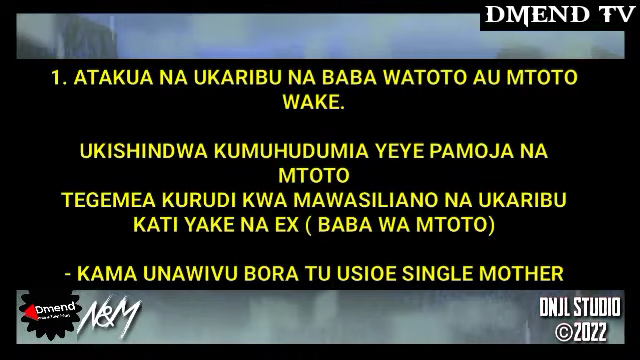 DMEND TV
1. ATAKUA NA UKARIBU NA BABA WATOTO AU MTOTO
WAKE.
UKISHINDWA KUMUHUDUMIA YEYE PAMOJA NA
MTOTO
TEGEMEA KURUDI KWA MAWASILIANO NA UKARIBU
KATI YAKE NA EX ( BABA WA MTOTO)
- KAMA UNAWIVU BORA TU USIOE SINGLE MOTHER
Dmend
N&M
DNJL STUDIO
©2022